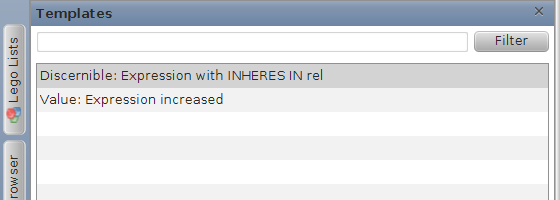 Templates
Filter
Lego Lists
Discernible: Expression with INHERES IN rel
Value: Expression increased
rowser